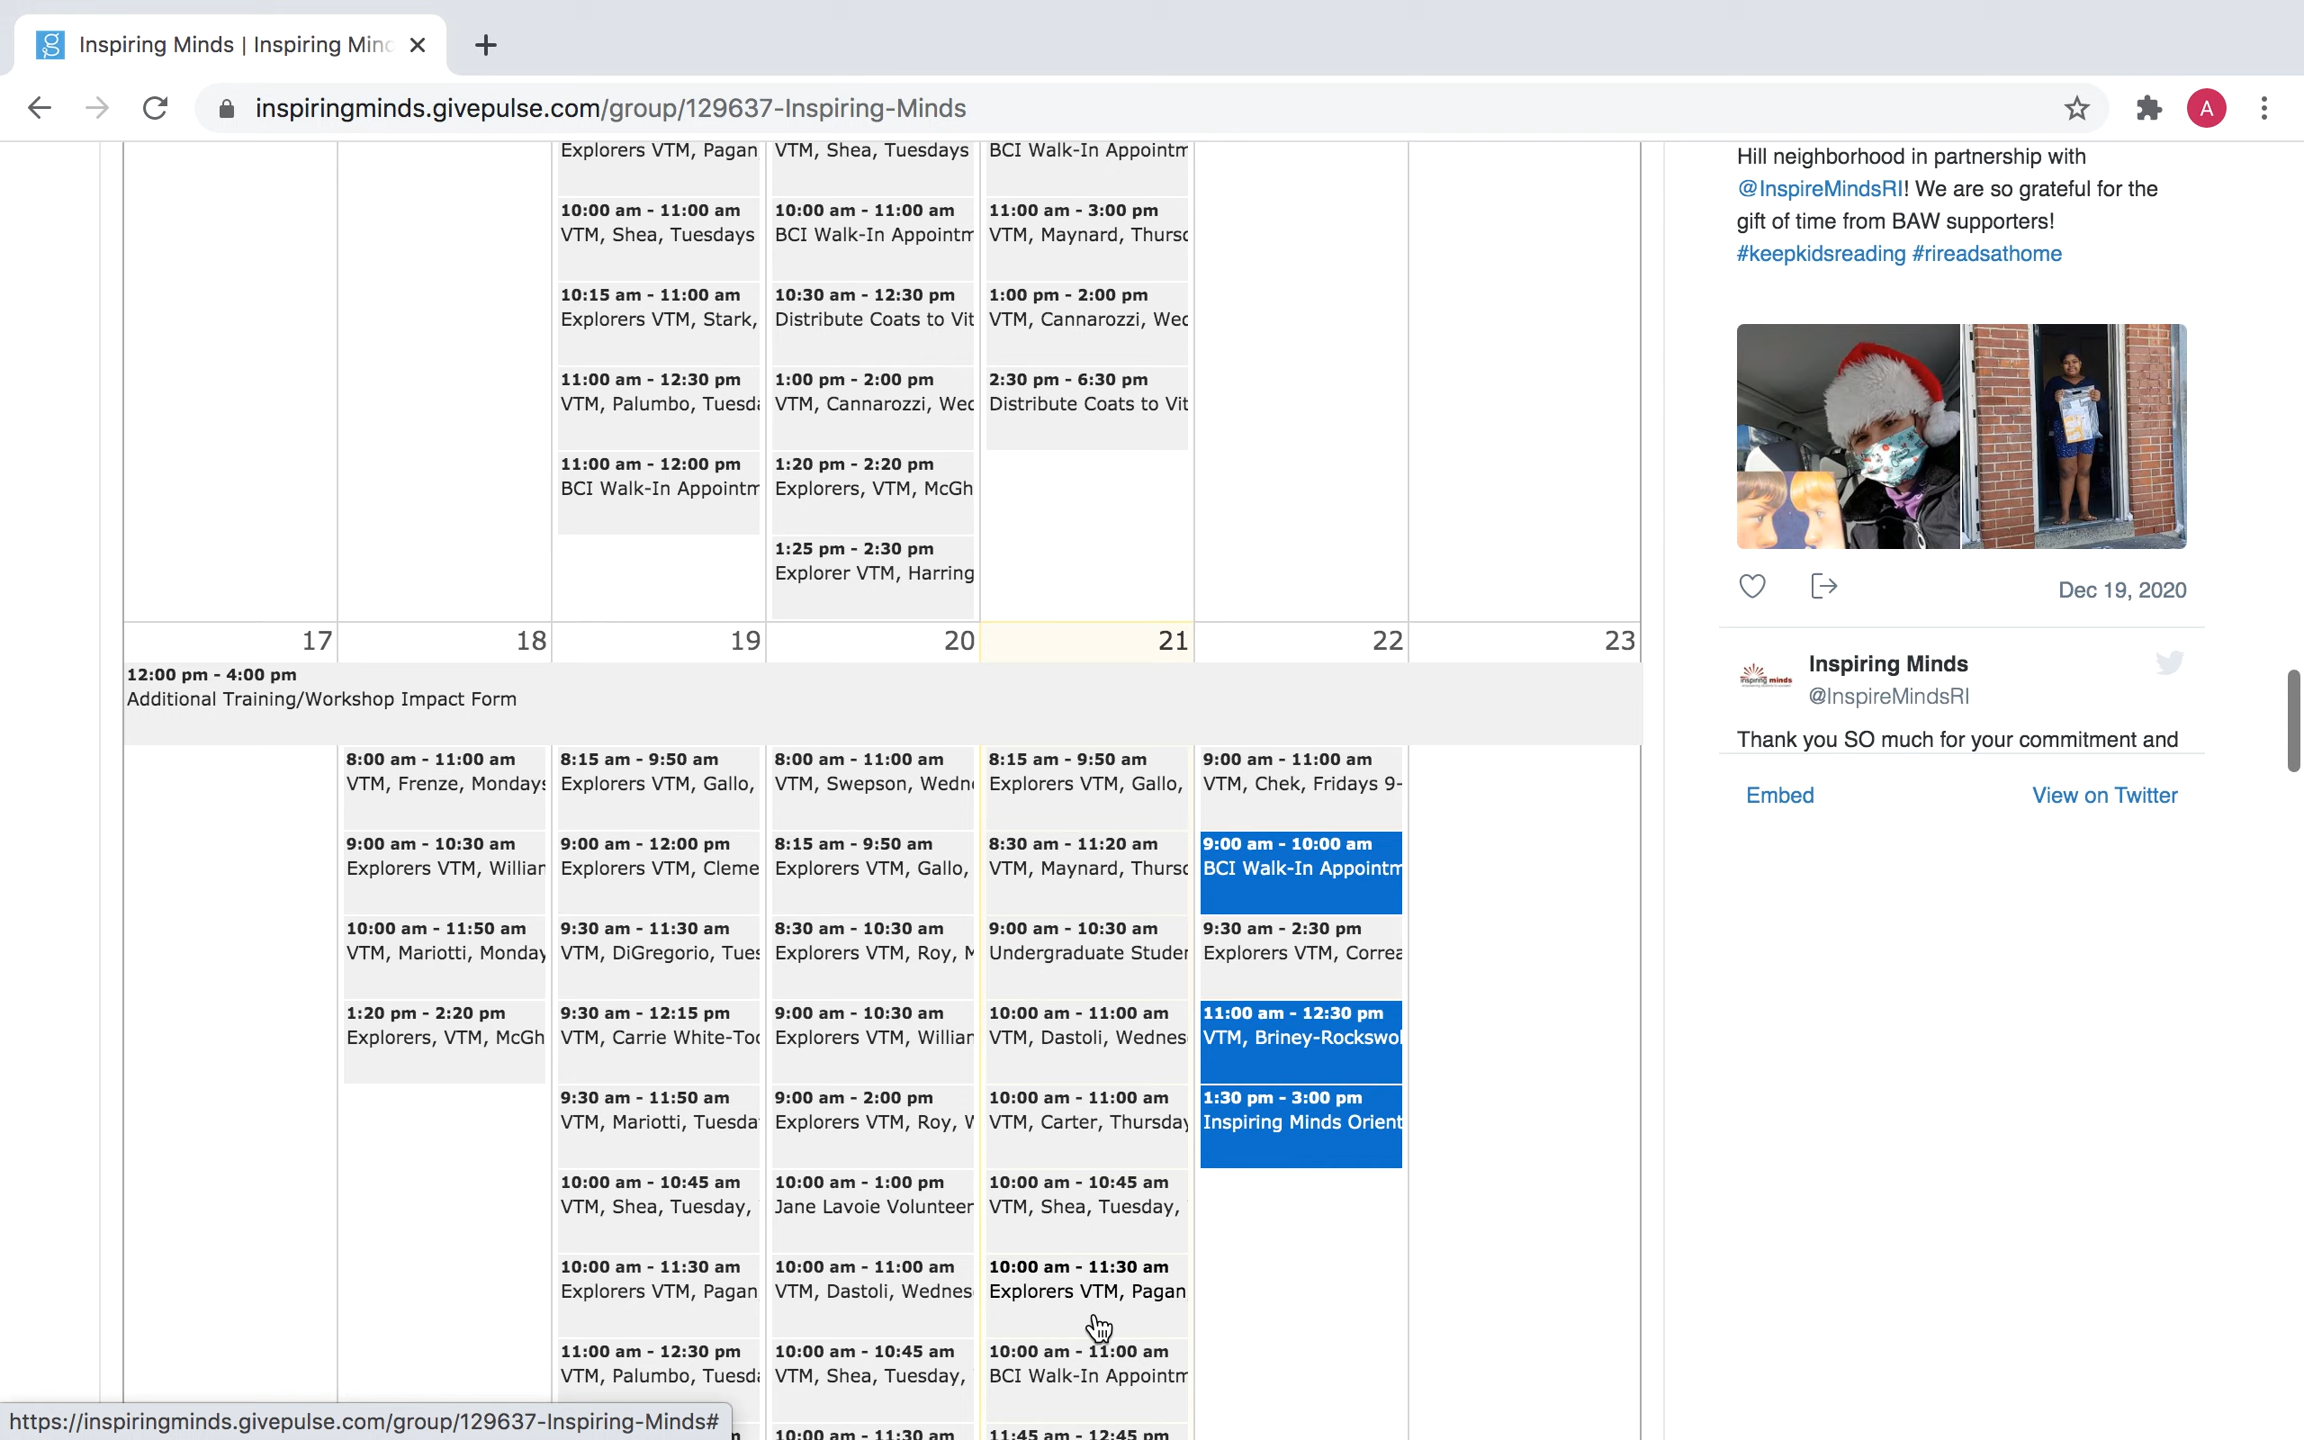 Inspiring Minds | Inspiring Minc
inspiringminds.givepulse.com/group/129637-Inspiring-Minds
A
Explorers VTM, Pagan
10:00 am - 11:00 am
VTM, Shea, Tuesdays
10:15 am - 11:00 am
Explorers VTM, Stark,
11:00 am - 12:30 pm
VTM, Palumbo, Tuesda
11:00 am - 12:00 pm
BCI Walk-In Appointm
VTM, Shea, Tuesdays
10:00 am - 11:00 am
BCI Walk-In Appointm
10:30 am - 12:30 pm
Distribute Coats to Vit
1:00 pm - 2:00 pm
VTM, Cannarozzi, Wed
1:20 pm - 2:20 pm
Explorers, VTM, McGh
1:25 pm - 2:30 pm
Explorer VTM, Harring
BCI Walk-In Appointm
11:00 am - 3:00 pm
VTM, Maynard, Thursd
1:00 pm - 2:00 pm
VTM, Cannarozzi, Wed
2:30 pm - 6:30 pm
Distribute Coats to Vit
17 18 19 20 21 22 23
12:00 pm - 4:00 pm
Additional Training/Workshop Impact Form
8:00 am - 11:00 am
VTM, Frenze, Mondays
9:00 am - 10:30 am
Explorers VTM, Williar
10:00 am - 11:50 am
VTM, Mariotti, Monday
1:20 pm - 2:20 pm
Explorers, VTM, McGh
8:15 am - 9:50 am
Explorers VTM, Gallo,
9:00 am - 12:00 pm
Explorers VTM, Cleme
9:30 am - 11:30 am
VTM, DiGregorio, Tues
9:30 am - 12:15 pm
VTM, Carrie White-Too
9:30 am - 11:50 am
VTM, Mariotti, Tuesda
10:00 am - 10:45 am
VTM, Shea, Tuesday,
10:00 am - 11:30 am
Explorers VTM, Pagan
11:00 am - 12:30 pm
VTM, Palumbo, Tuesda
8:00 am - 11:00 am
VTM, Swepson, Wedn
8:15 am - 9:50 am
Explorers VTM, Gallo,
8:30 am - 10:30 am
Explorers VTM, Roy, M
9:00 am - 10:30 am
Explorers VTM, Williar
9:00 am - 2:00 pm
Explorers VTM, Roy, W
10:00 am - 1:00 pm
Jane Lavoie Volunteer
10:00 am - 11:00 am
VTM, Dastoli, Wednes
10:00 am - 10:45 am
VTM, Shea, Tuesday,
10:00 am - 11:30 am
8:15 am - 9:50 am
Explorers VTM, Gallo,
8:30 am - 11:20 am
VTM, Maynard, Thursd
9:00 am - 10:30 am
Undergraduate Studer
10:00 am - 11:00 am
VTM, Dastoli, Wednes
10:00 am - 11:00 am
VTM, Carter, Thursday
10:00 am - 10:45 am
VTM, Shea, Tuesday,
10:00 am - 11:30 am
Explorers VTM, Pagan
10:00 am - 11:00 am
BCI Walk-In Appointm
11:45 am - 12:45 pm
9:00 am - 11:00 am
VTM, Chek, Fridays 9-
9:00 am - 10:00 am
BCI Walk-In Appointm
9:30 am - 2:30 pm
Explorers VTM, Correa
11:00 am - 12:30 pm
VTM, Briney-Rockswol
1:30 pm - 3:00 pm
Inspiring Minds Orient
Hill neighborhood in partnership with
@InspireMindsRI! We are so grateful for the
gift of time from BAW supporters!
#keepkidsreading #rireadsathome
Dec 19, 2020
inspiring minds
Inspiring Minds
@InspireMindsRI
Thank you SO much for your commitment and
Embed View on Twitter
https://inspiringminds.givepulse.com/group/129637-Inspiring-Minds#